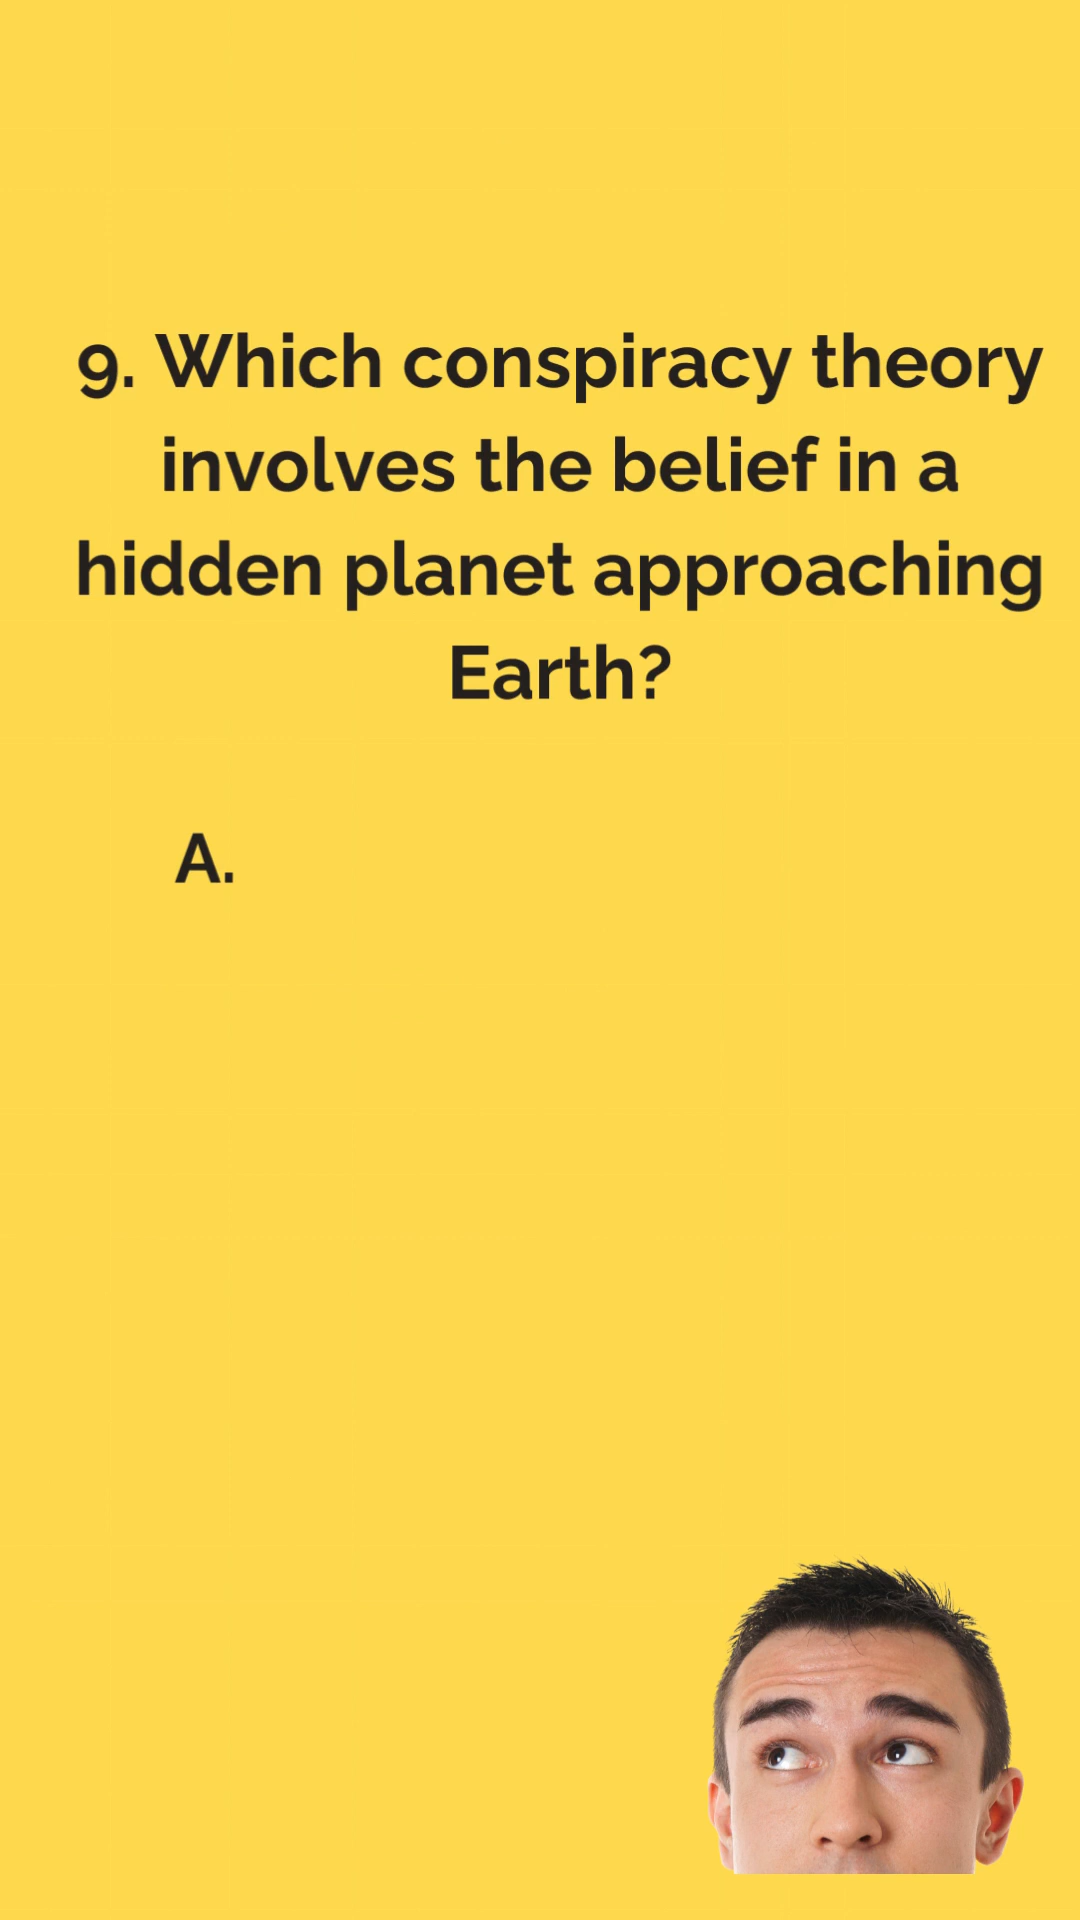 9. Which conspiracy theory
involves the belief in a
hidden planet approaching
Earth?
A.